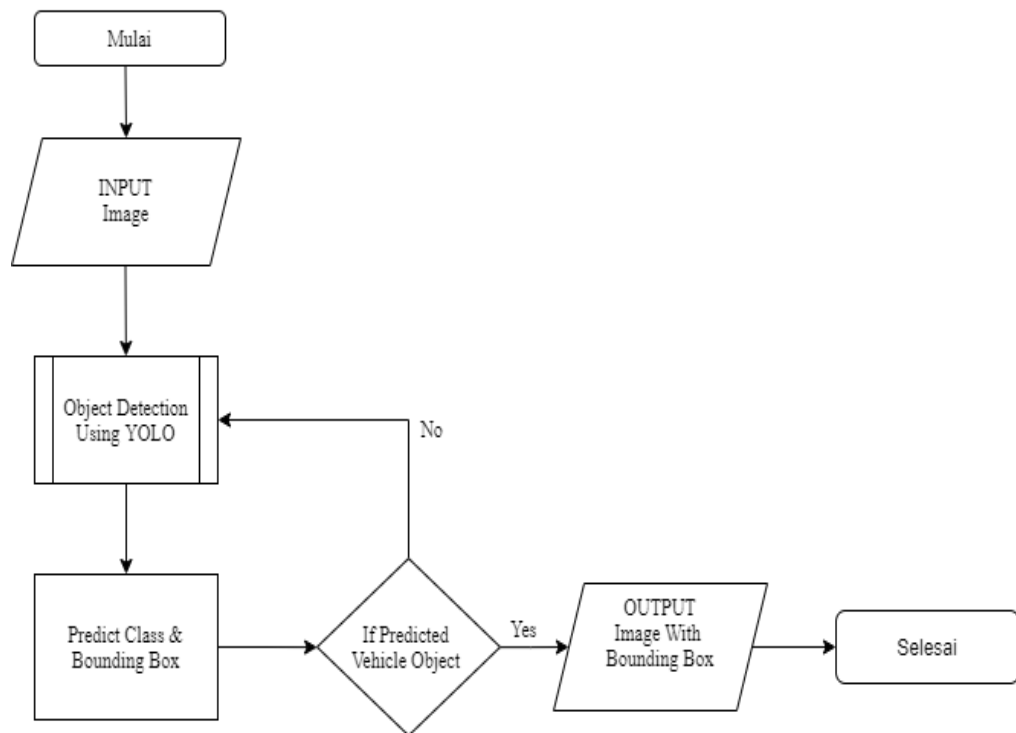 Mulai
INPUT
Image
Object Detection
Using YOLO
No
Predict Class &
Bounding Box
If Predicted
Vehicle Object
Yes
OUTPUT
Image With
Bounding Box
Selesai